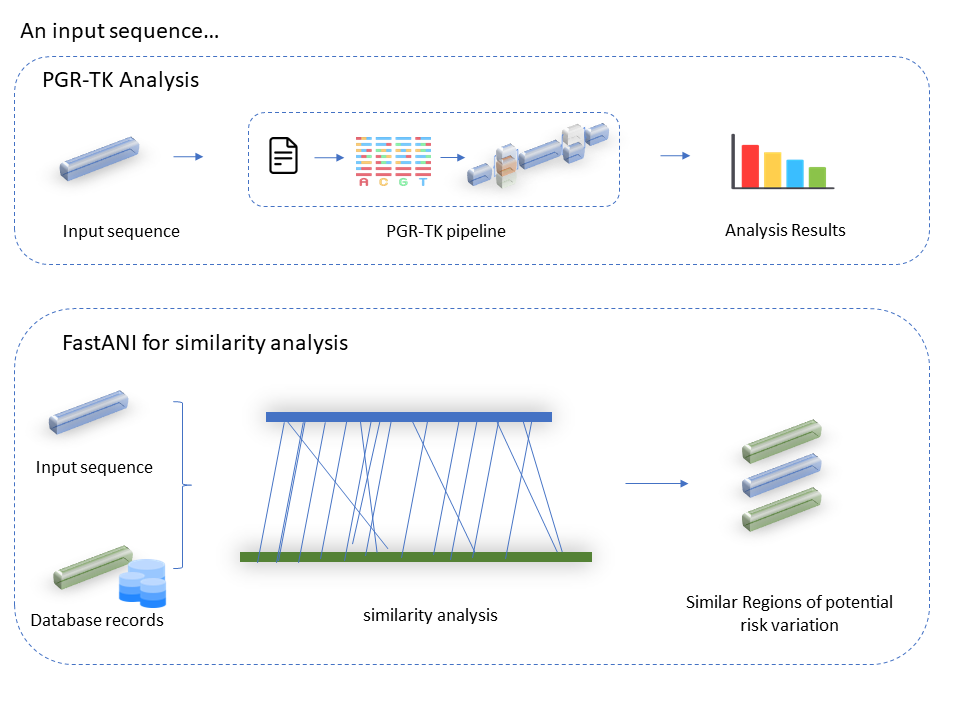 An input sequence…
PGR-TK Analysis
A C G T
Input sequence
PGR-TK pipeline
Analysis Results
FastANI for similarity analysis
Input sequence
Database records
similarity analysis
Similar Regions of potential
risk variation